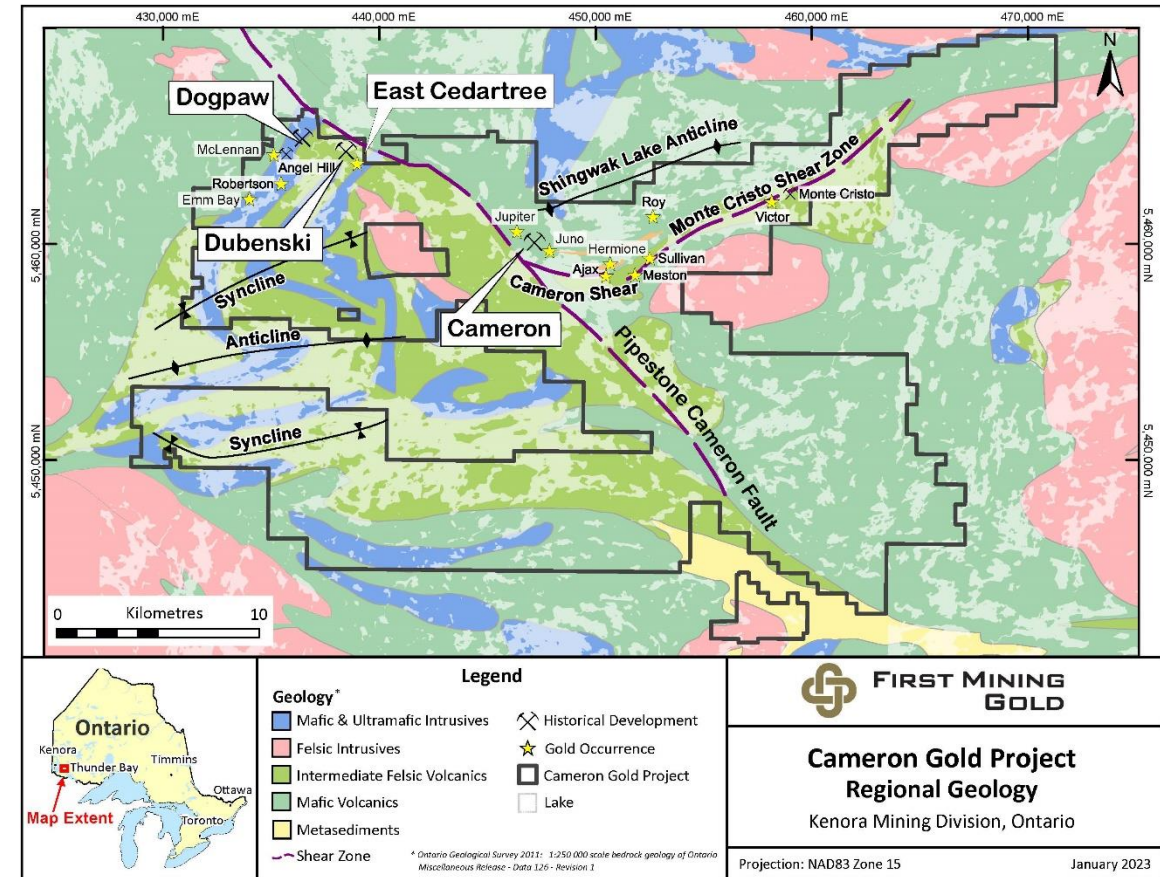 430,000 mE
440,000 mE
450,000 mE
460,000 mE
470,000 mE
N
Dogpaw
East Cedartree
McLennan
Angel Hill
Robertson
Emm Bay
Dubenski
Shingwak Lake Anticline
Monte Cristo Shear Zone
Roy
Monte Cristo
Victor
Jupiter
Juno
Hermione
Sullivan
Ajax
Meston
Cameron Shear
Cameron
5,460,000 mN
5,460,000 mN
Syncline
Anticline
Pipestone Cameron Fault
Syncline
5,450,000 mN
5,450,000 mN
0 Kilometres 10
Ontario
Kenora
Thunder Bay
Timmins
Ottawa
Toronto
Map Extent
Legend
Geology*
Mafic & Ultramafic Intrusives
Felsic Intrusives
Intermediate Felsic Volcanics
Mafic Volcanics
Metasediments
Shear Zone
Historical Development
Gold Occurrence
Cameron Gold Project
Lake
* Ontario Geological Survey 2011: 1:250 000 scale bedrock geology of Ontario
Miscellaneous Release - Data 126 - Revision 1
FIRST MINING
GOLD
Cameron Gold Project
Regional Geology
Kenora Mining Division, Ontario
Projection: NAD83 Zone 15
January 2023